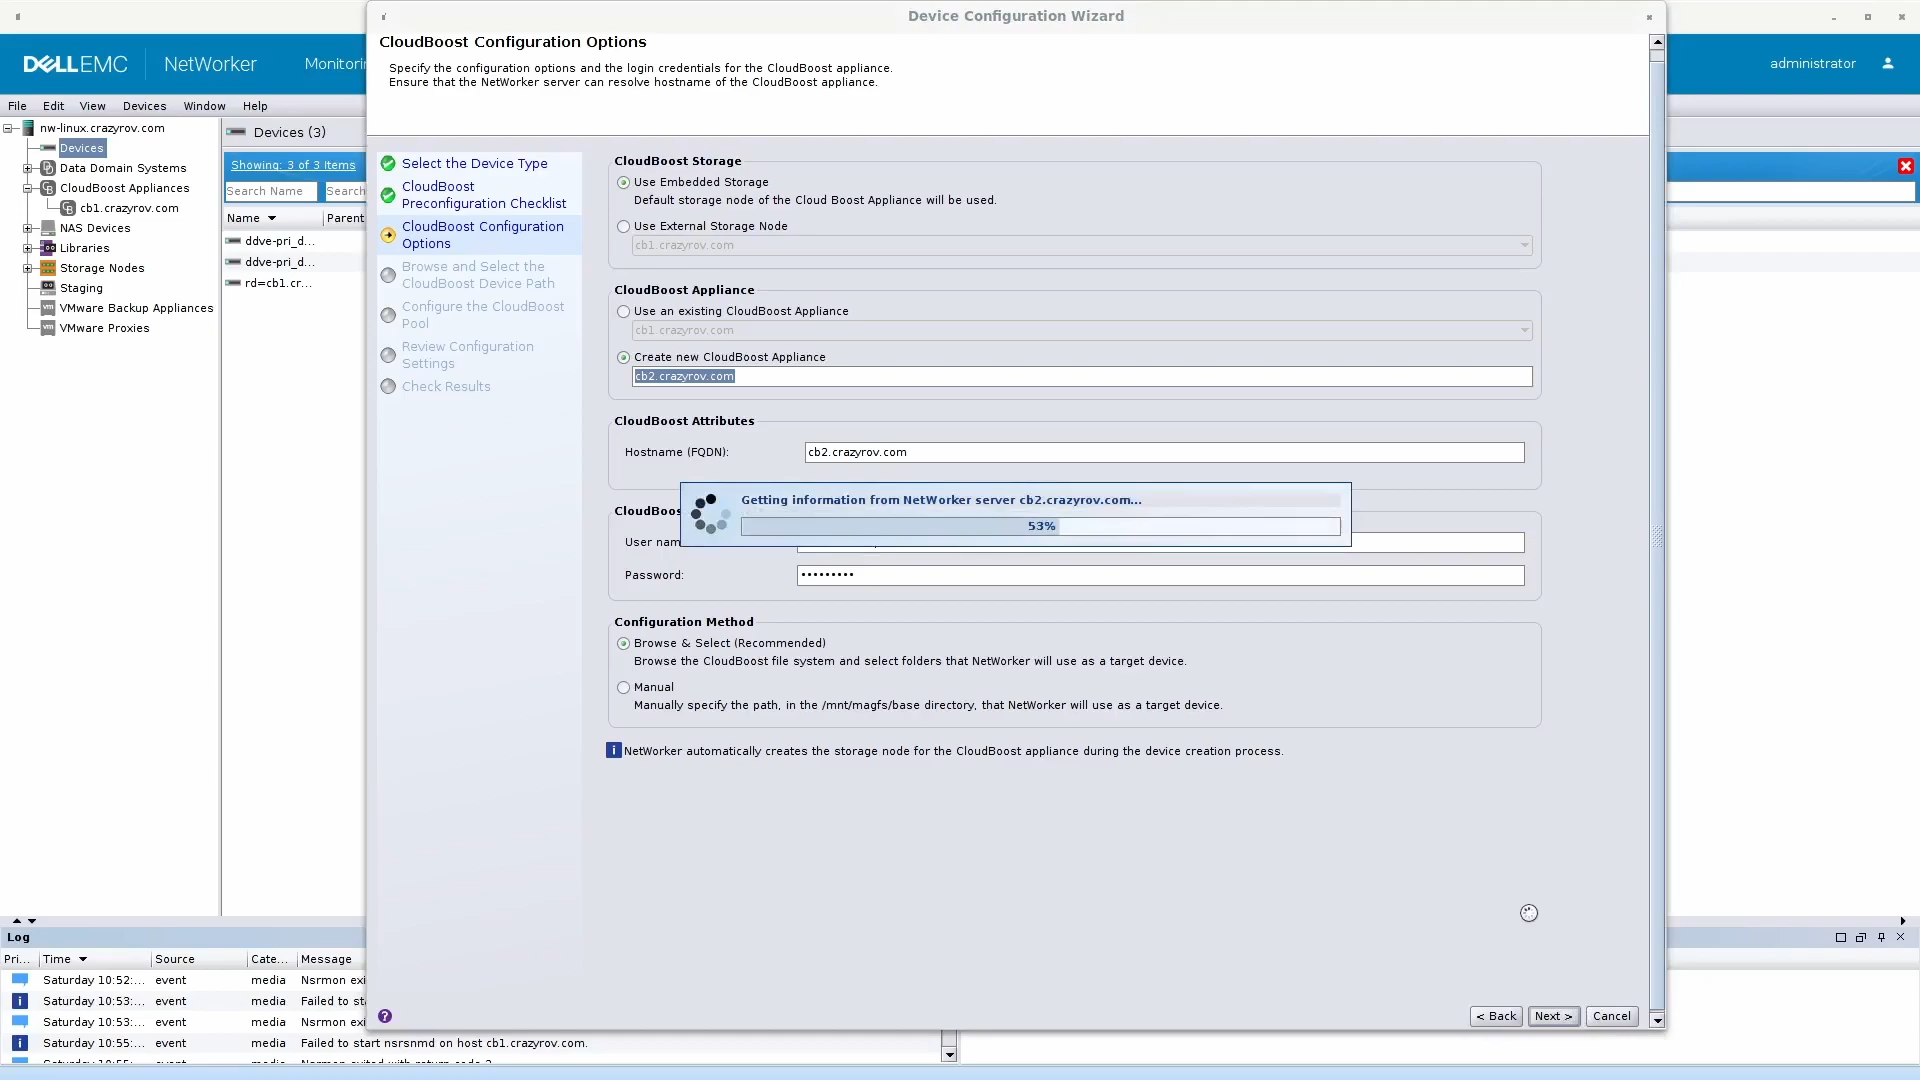 Device Configuration Wizard
DELLEMC NetWorker
administrator
File Edit View Devices Window Help
nw-linux.crazyrov.com
Devices
Data Domain Systems
CloudBoost Appliances
cb1.crazyrov.com
NAS Devices
Libraries
Storage Nodes
Staging
VMware Backup Appliances
VMware Proxies
Devices (3)
Showing: 3 of 3 Items
Search Name Search
Name Parent
ddve-pri_d...
ddve-pri_d...
rd=cb1.cr...
CloudBoost Configuration Options
Specify the configuration options and the login credentials for the CloudBoost appliance.
Ensure that the NetWorker server can resolve hostname of the CloudBoost appliance.
Select the Device Type
CloudBoost
Preconfiguration Checklist
CloudBoost Configuration
Options
Browse and Select the
CloudBoost Device Path
Configure the CloudBoost
Pool
Review Configuration
Settings
Check Results
CloudBoost Storage
Use Embedded Storage
Default storage node of the Cloud Boost Appliance will be used.
Use External Storage Node
cb1.crazyrov.com
CloudBoost Appliance
Use an existing CloudBoost Appliance
cb1.crazyrov.com
Create new CloudBoost Appliance
cb2.crazyrov.com
CloudBoost Attributes
Hostname (FQDN): cb2.crazyrov.com
Getting information from NetWorker server cb2.crazyrov.com...
53%
Password: •••••••••
Configuration Method
Browse & Select (Recommended)
Browse the CloudBoost file system and select folders that NetWorker will use as a target device.
Manual
Manually specify the path, in the /mnt/magfs/base directory, that NetWorker will use as a target device.
NetWorker automatically creates the storage node for the CloudBoost appliance during the device creation process.
< Back Next > Cancel
Log
Pri... Time Source Cate... Message
Saturday 10:52:... event media Nsrmon
Saturday 10:53:... event media Failed to
Saturday 10:53:... event media Nsrmon
Saturday 10:55:... event media Failed to start nsrsnmd on host cb1.crazyrov.com.